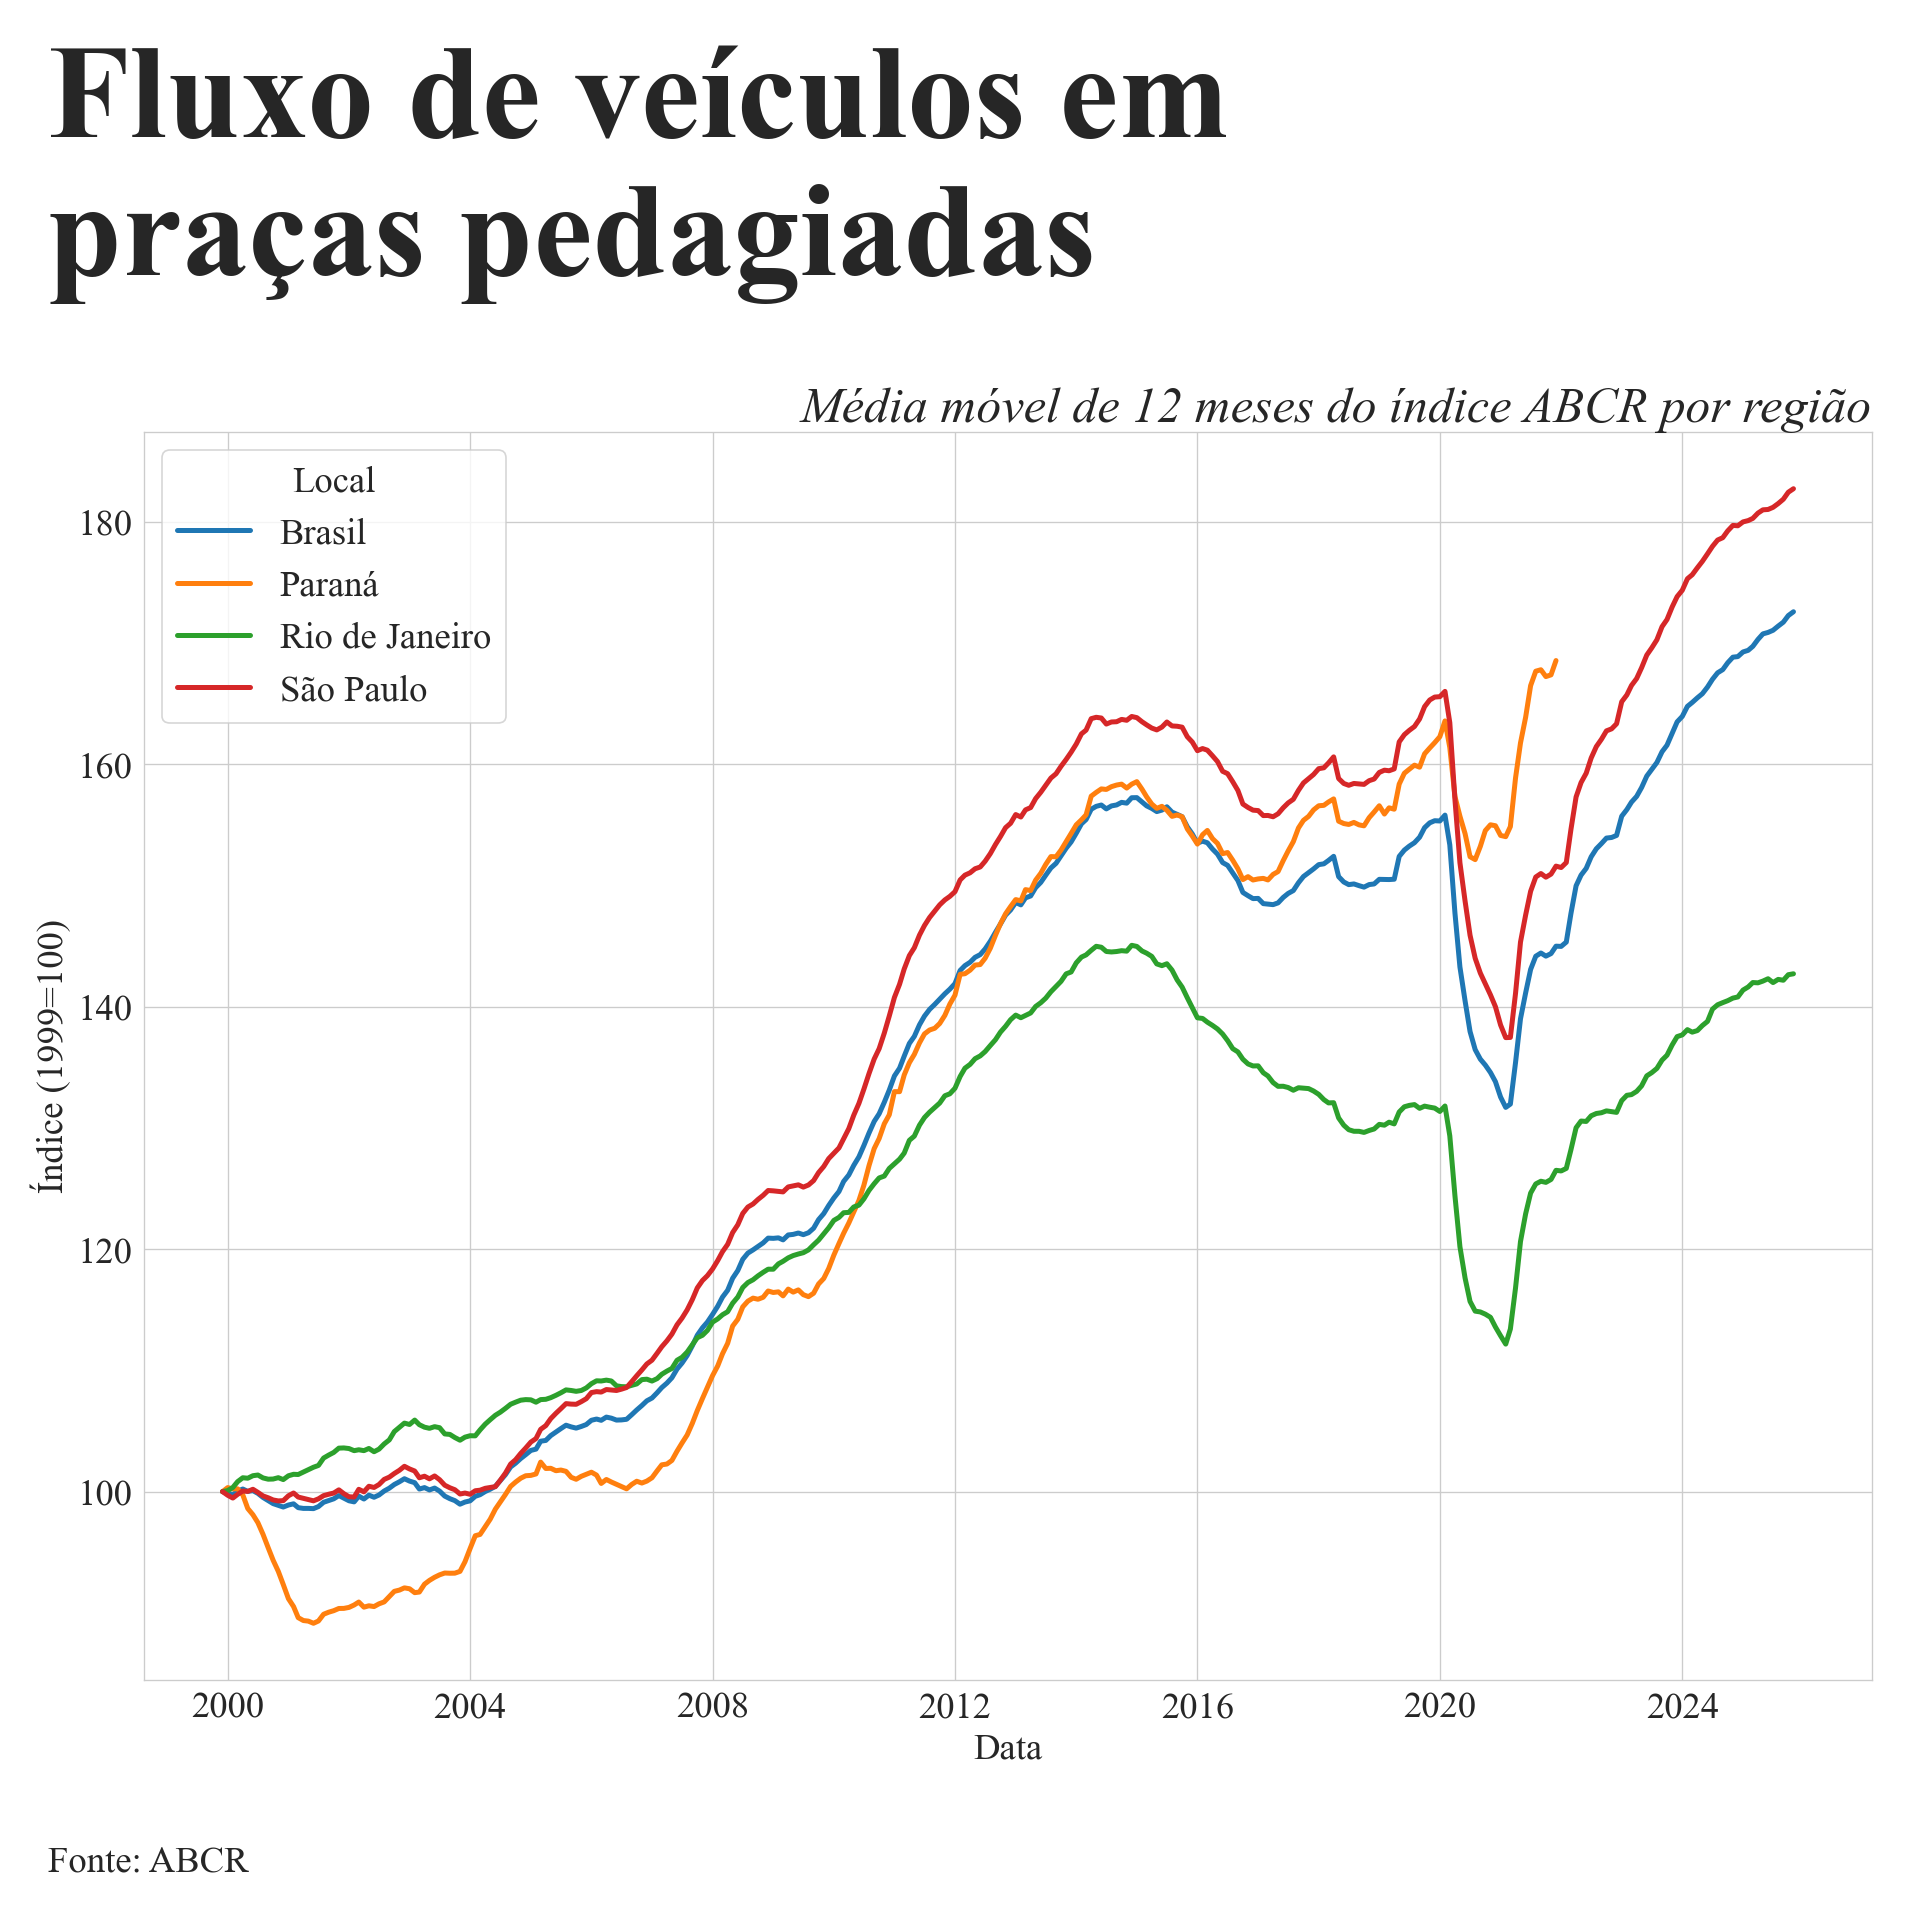 Fluxo de veículos em
praças pedagiadas
Média móvel de 12 meses do índice ABCR por região
Local
Brasil
Paraná
Rio de Janeiro
São Paulo
Índice (1999=100)
180
160
140
120
100
2000
2004
2008
2012
2016
2020
2024
Data
Fonte: ABCR